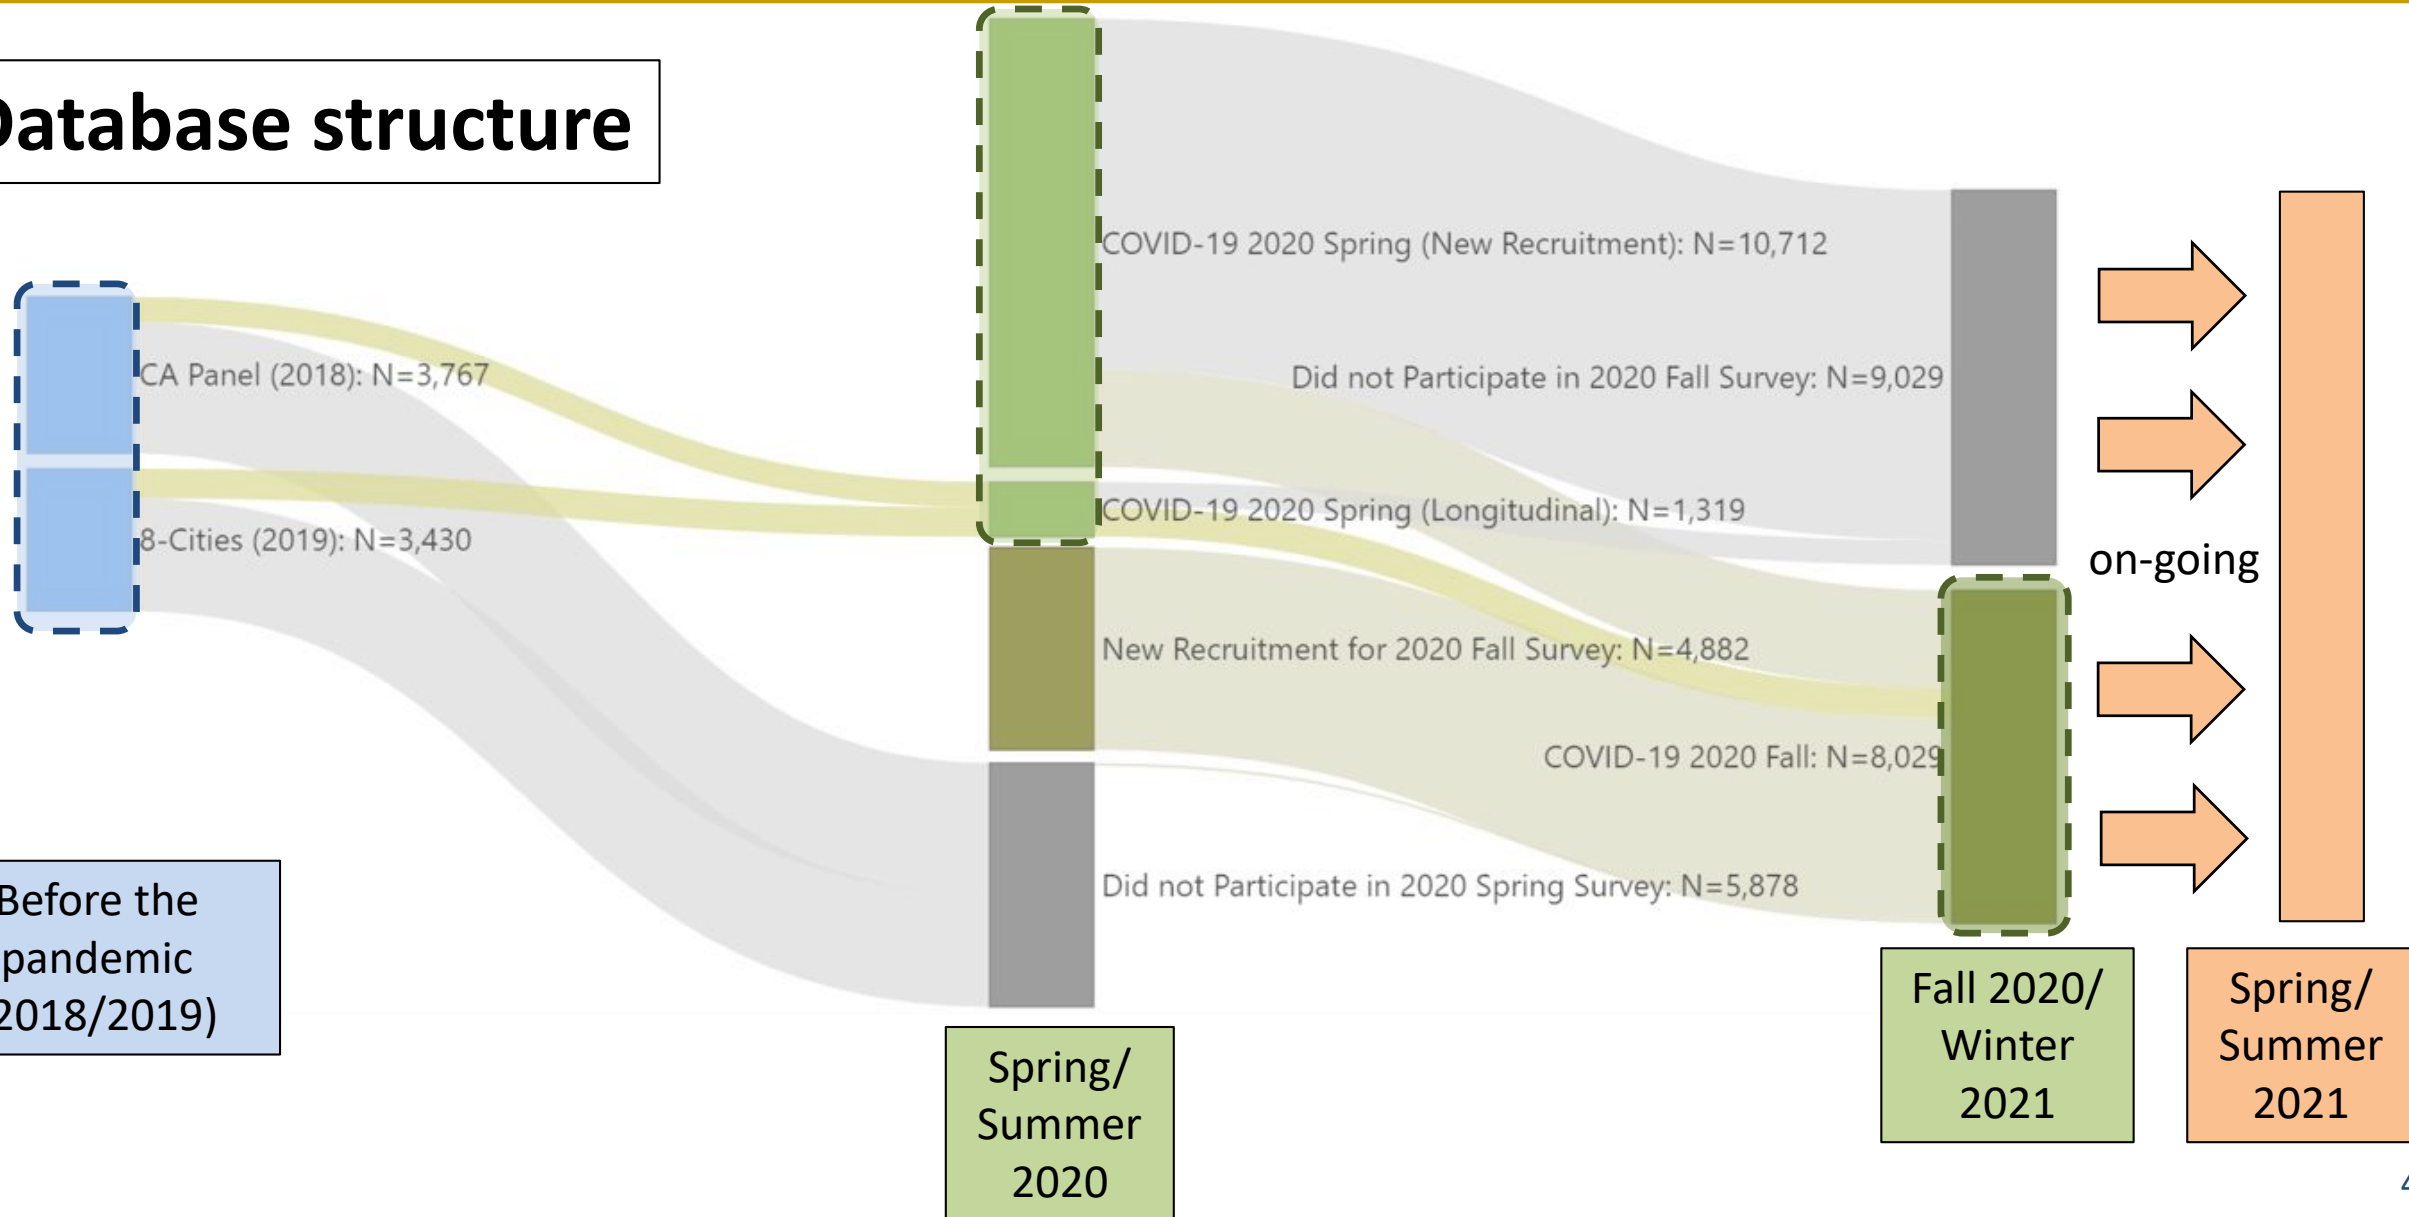 Database structure
COVID-19 2020 Spring (New Recruitment): N=10,712
CA Panel (2018): N=3,767
Did not Participate in 2020 Fall Survey: N=9,029
COVID-19 2020 Spring (Longitudinal): N=1,319
8-Cities (2019): N=3,430
on-going
New Recruitment for 2020 Fall Survey: N=4,882
COVID-19 2020 Fall: N=8,029
Did not Participate in 2020 Spring Survey: N=5,878
Before the
pandemic
2018/2019)
Spring/
Summer
2020
Fall 2020/
Winter
2021
Spring/
Summer
2021